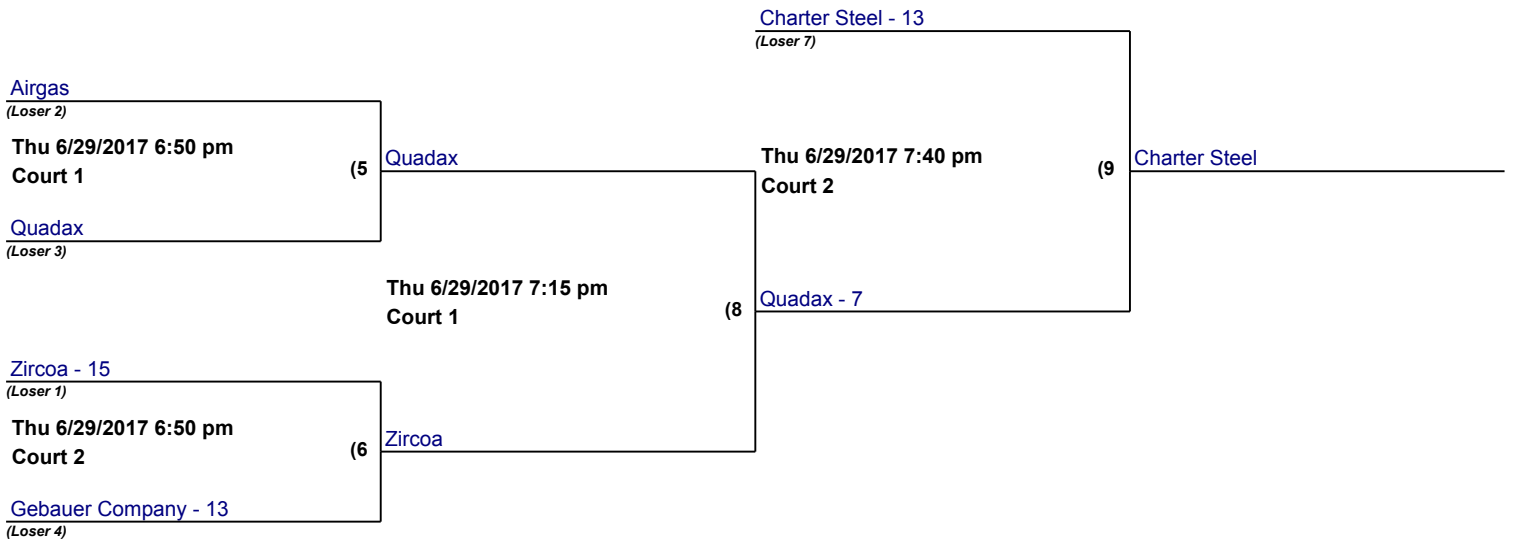 Charter Steel - 13
(Loser 7)
Airgas
(Loser 2)
Thu 6/29/2017 6:50 pm
Court 1
(5
Quadax
Thu 6/29/2017 7:40 pm
Court 2
(9
Charter Steel
Quadax
(Loser 3)
Thu 6/29/2017 7:15 pm
Court 1
(8
Quadax - 7
Zircoa - 15
(Loser 1)
Thu 6/29/2017 6:50 pm
Court 2
(6
Zircoa
Gebauer Company - 13
(Loser 4)